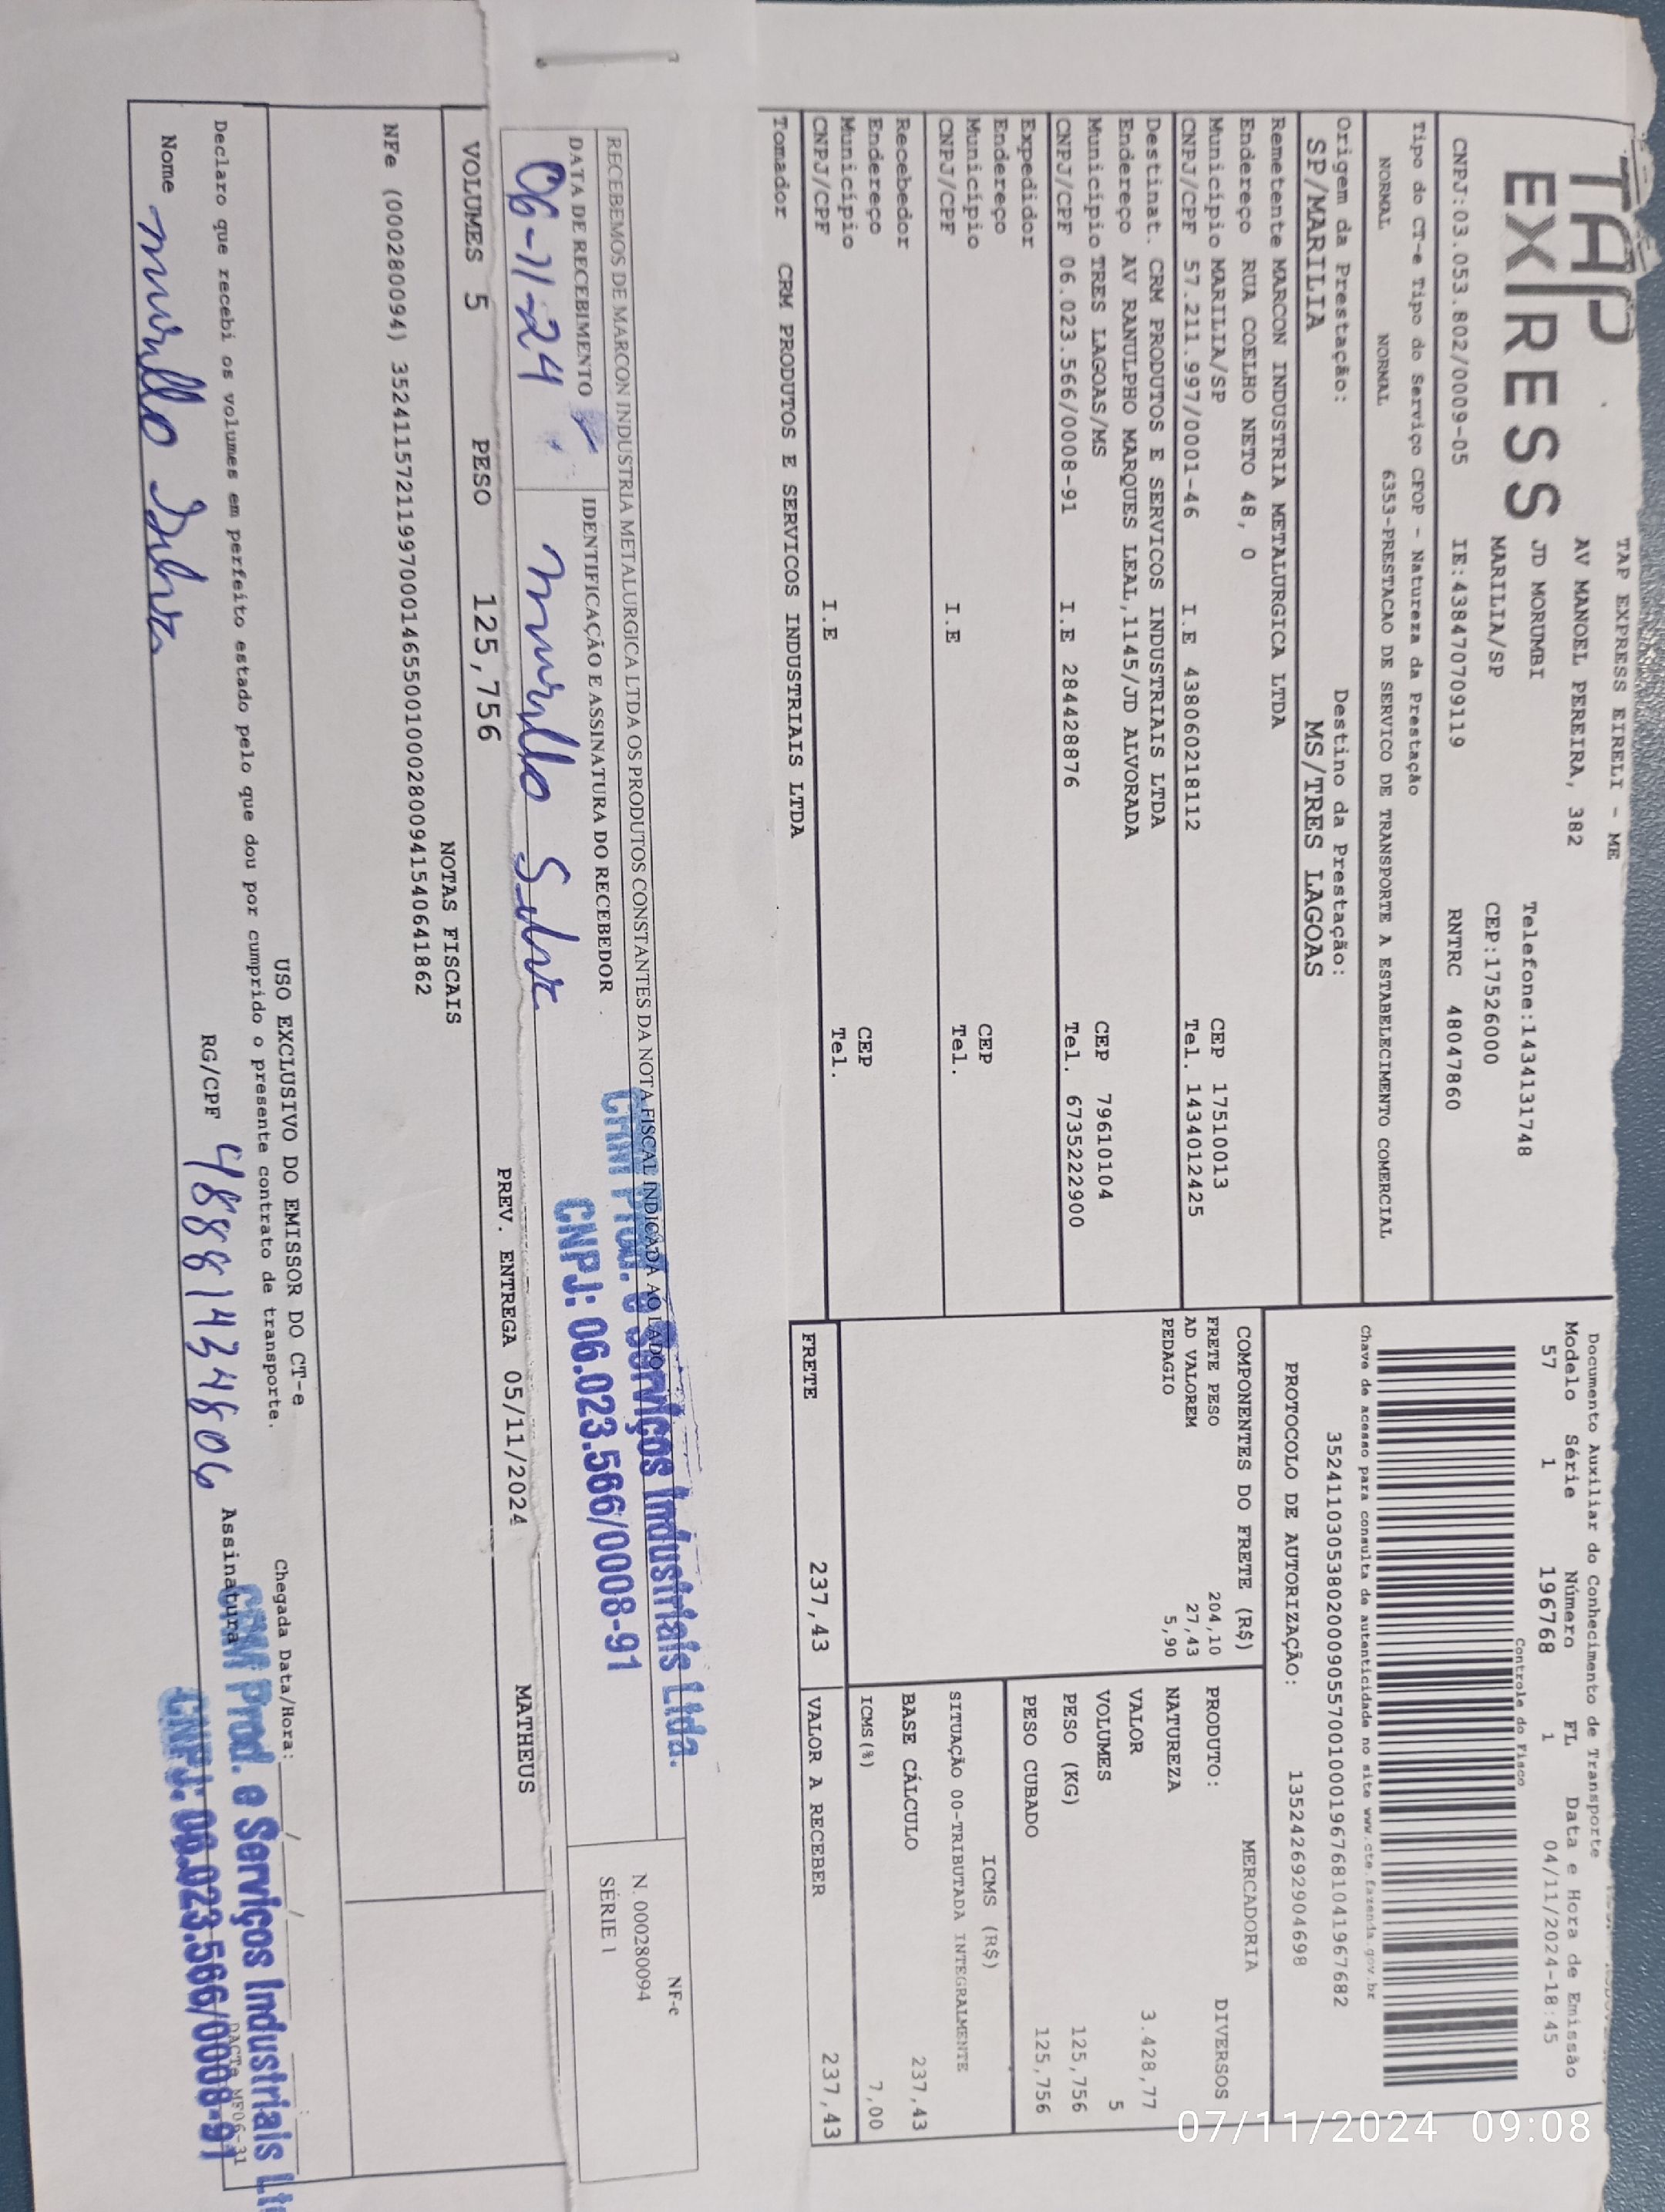 TAP
EXPRESS
TAP EXPRESS EIRELI - ME
AV MANOEL PEREIRA, 382
JD MORUMBI Telefone:1434131748
MARILIA/SP CEP:17526000
CNPJ:03.053.802/0009-05 IE:438470709119 RNTRC 48047860
Tipo do CT-e Tipo do Serviço CFOP - Natureza da Prestação
NORMAL NORMAL 6353-PRESTACAO DE SERVICO DE TRANSPORTE A ESTABELECIMENTO COMERCIAL
Origem da Prestação: Destino da Prestação:
SP/MARILIA MS/TRES LAGOAS
Documento Auxiliar do Conhecimento de Transporte
Modelo Série Número FL Data e Hora de Emissão
57 1 196768 1 04/11/2024-18:45
Controle do Fisco
Chave de acesso para consulta de autenticidade no site www.cte.fazenda.gov.br
35241103053802000905570010001967681041967682
PROTOCOLO DE AUTORIZAÇÃO: 135242692904698
Remetente MARCON INDUSTRIA METALURGICA LTDA
Endereço RUA COELHO NETO 48, 0
Município MARILIA/SP CEP 17510013
CNPJ/CPF 57.211.997/0001-46 I.E 438060218112 Tel. 1434012425
Destinat. CRM PRODUTOS E SERVICOS INDUSTRIAIS LTDA
Endereço AV RANULPHO MARQUES LEAL,1145/JD ALVORADA
Município TRES LAGOAS/MS CEP 79610104
CNPJ/CPF 06.023.566/0008-91 I.E 284428876 Tel. 6735222900
Expedidor
Endereço
Município CEP
CNPJ/CPF I.E Tel.
Recebedor
Endereço
Município CEP
CNPJ/CPF I.E Tel.
Tomador CRM PRODUTOS E SERVICOS INDUSTRIAIS LTDA
COMPONENTES DO FRETE (R$)
FRETE PESO 204,10
AD VALOREM 27,43
PEDAGIO 5,90
FRETE 237,43
MERCADORIA
PRODUTO: DIVERSOS
NATUREZA
VALOR 3.428,77
VOLUMES 5
PESO (KG) 125,756
PESO CUBADO 125,756
ICMS (R$)
SITUAÇÃO 00-TRIBUTADA INTEGRALMENTE
BASE CÁLCULO 237,43
ICMS(%) 7,00
VALOR A RECEBER 237,43
RECEBEMOS DE MARCON INDUSTRIA METALURGICA LTDA OS PRODUTOS CONSTANTES DA NOTA FISCAL INDICADA AO LADO
DATA DE RECEBIMENTO IDENTIFICAÇÃO E ASSINATURA DO RECEBEDOR
06-11-24 Murillo Silva
CRM Prod. e Serviços Industriais Ltda.
CNPJ: 06.023.566/0008-91
NF-e
N. 000280094
SÉRIE 1
VOLUMES 5 PESO 125,756 PREV. ENTREGA 05/11/2024 MATHEUS
NOTAS FISCAIS
NFe (000280094) 35241157211997000146550010002800941540641862
USO EXCLUSIVO DO EMISSOR DO CT-e
Declaro que recebi os volumes em perfeito estado pelo que dou por cumprido o presente contrato de transporte.
Chegada Data/Hora: / /
Nome Murillo Silva RG/CPF 48881434806 Assinatura
CRM Prod. e Serviços Industriais Lt
CNPJ: 06.023.566/0008-91
DACTe MF06-31
07/11/2024 09:08